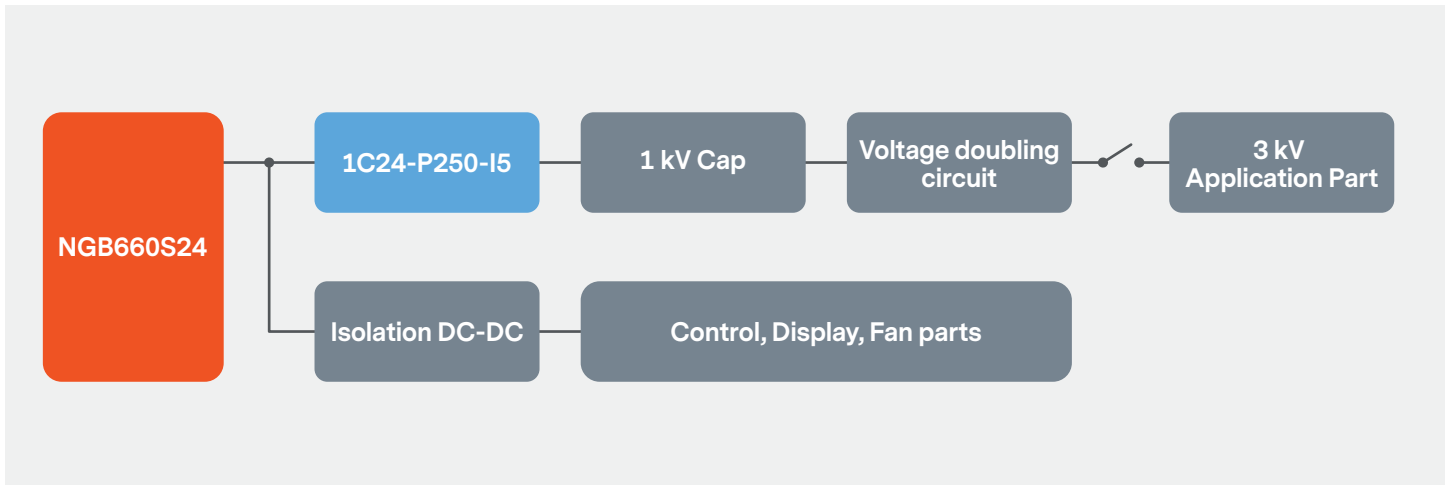 NGB660S24
1C24-P250-I5
1 kV Cap
Voltage doubling
circuit
3 kV
Application Part
Isolation DC-DC
Control, Display, Fan parts